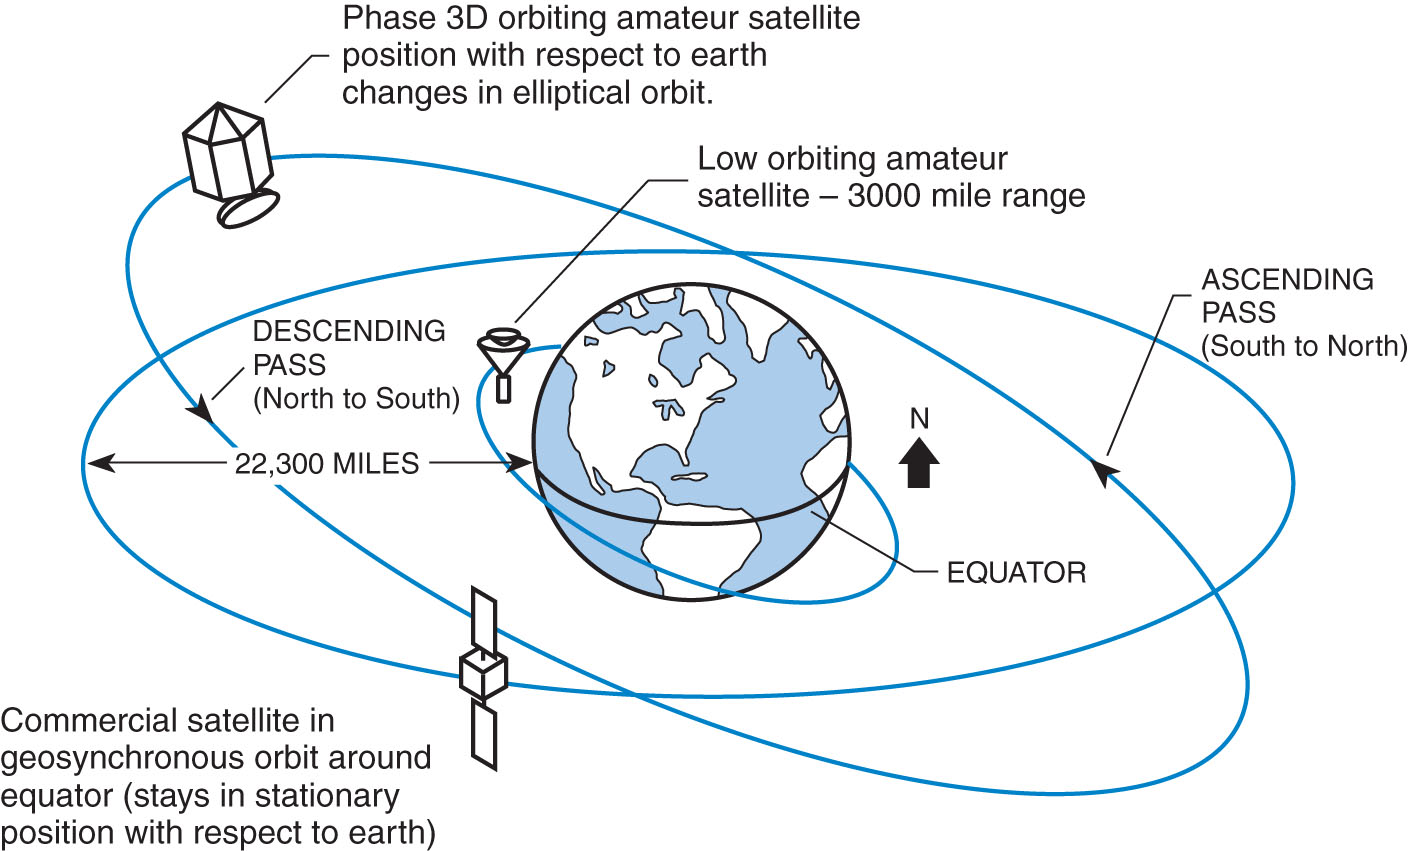 Phase 3D orbiting amateur satellite
position with respect to earth
changes in elliptical orbit.
Low orbiting amateur
satellite – 3000 mile range
ASCENDING
PASS
(South to North)
DESCENDING
PASS
(North to South)
N
22,300 MILES
EQUATOR
Commercial satellite in
geosynchronous orbit around
equator (stays in stationary
position with respect to earth)